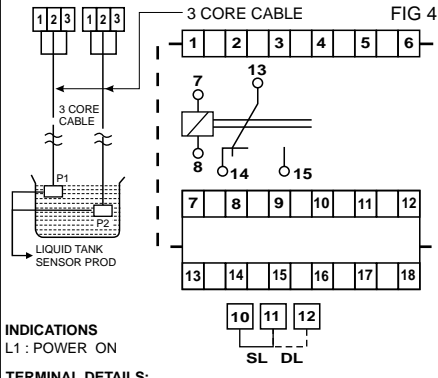 1 2 3 1 2 3
3 CORE CABLE
FIG 4
1 2 3 4 5 6
3 CORE
CABLE
7
13
8
14
15
P1
P2
LIQUID TANK
SENSOR PROD
7 8 9 10 11 12
13 14 15 16 17 18
10 11 12
SL DL
INDICATIONS
L1 : POWER ON
TERMINAL DETAILS: